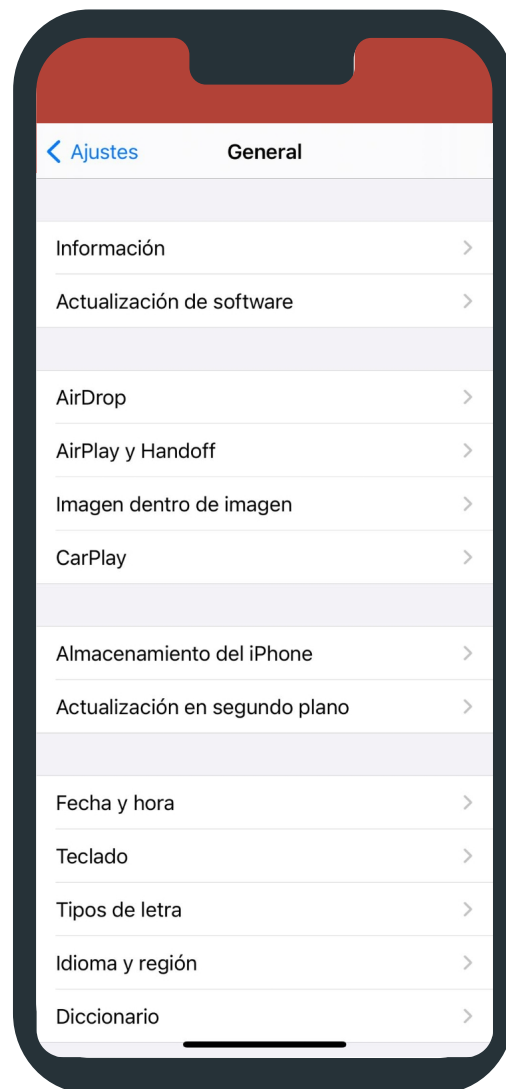 Ajustes General
Información
Actualización de software
AirDrop
AirPlay y Handoff
Imagen dentro de imagen
CarPlay
Almacenamiento del iPhone
Actualización en segundo plano
Fecha y hora
Teclado
Tipos de letra
Idioma y región
Diccionario